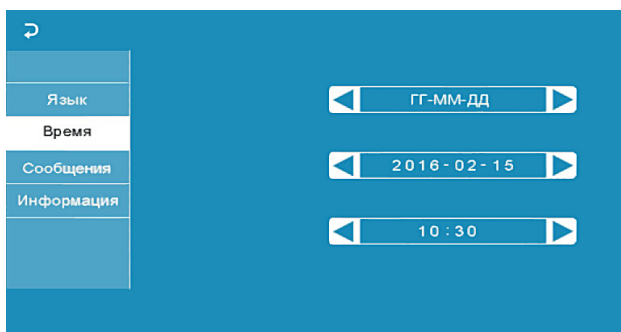 Язык
ГГ-ММ-ДД
Время
Сообщения
2016-02-15
Информация
10:30